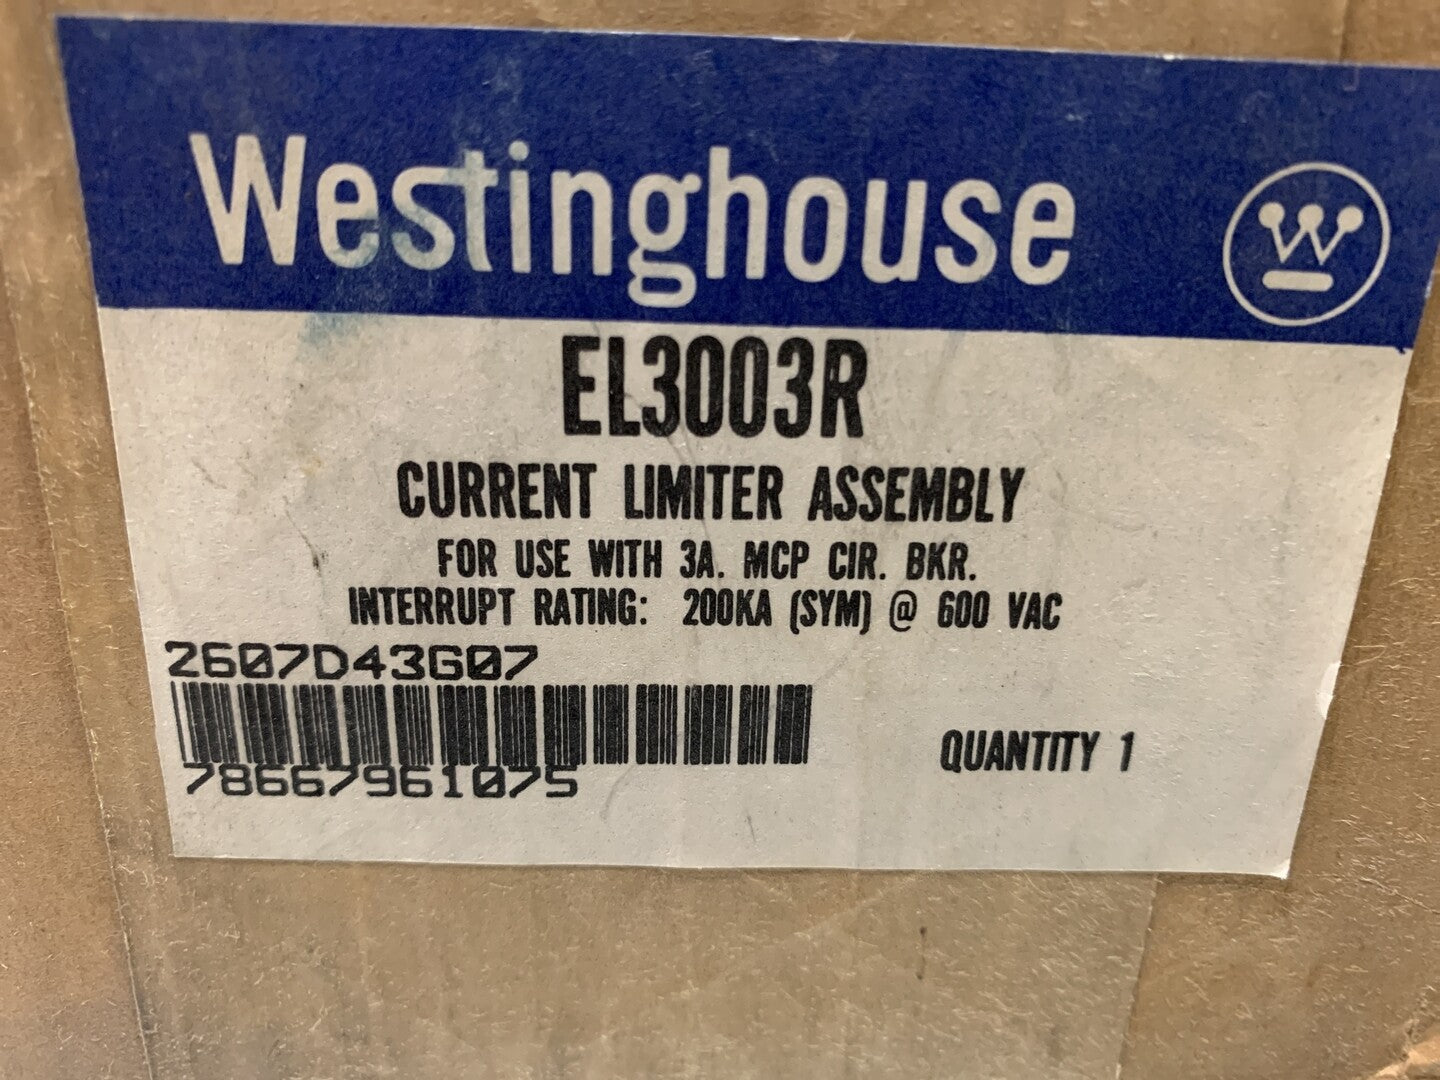 Westinghouse
EL3003R
CURRENT LIMITER ASSEMBLY
FOR USE WITH 3A. MCP CIR. BKR.
INTERRUPT RATING: 200KA (SYM) @ 600 VAC
2607D43G07
78667961075
QUANTITY 1